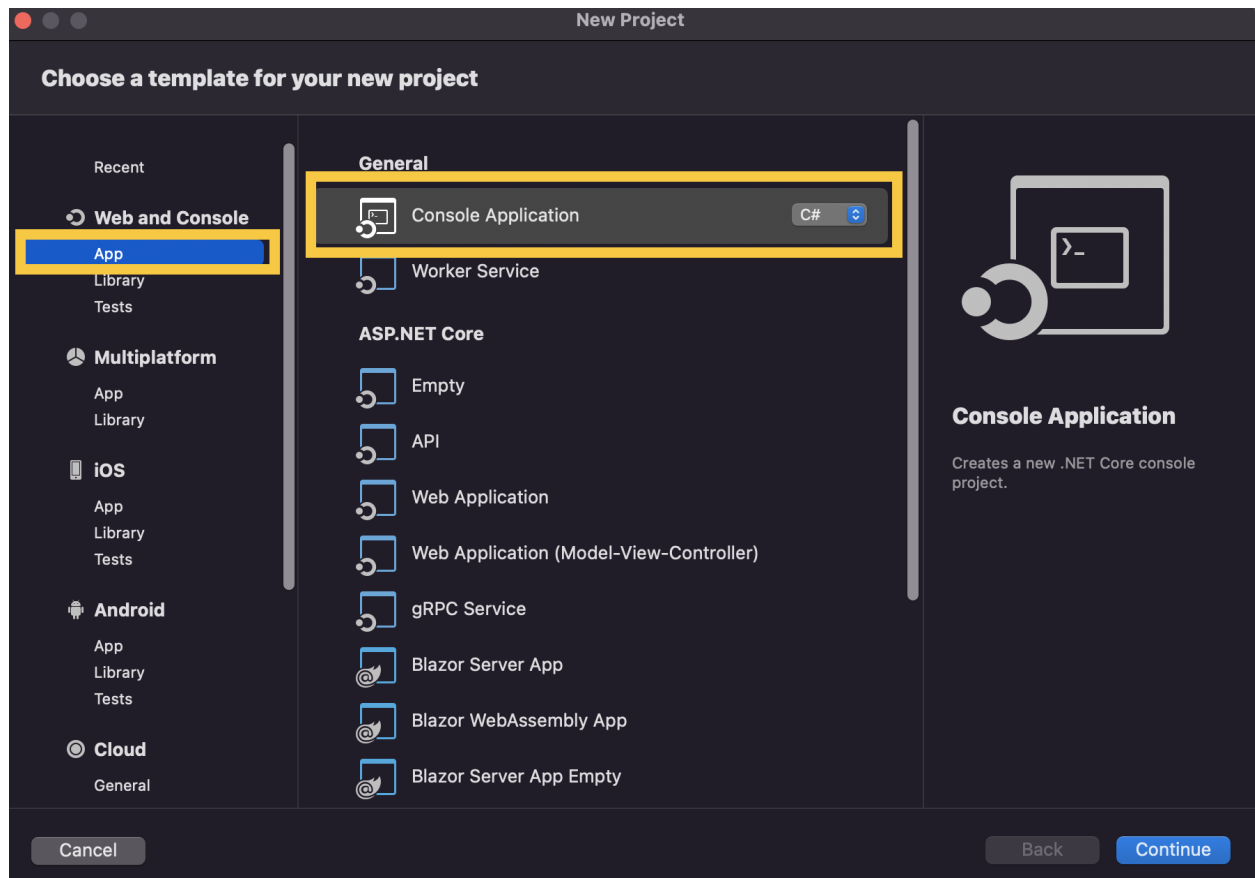 New Project
Choose a template for your new project
Recent
Web and Console
App
Library
Tests
Multiplatform
App
Library
iOS
App
Library
Tests
Android
App
Library
Tests
Cloud
General
General
Console Application
C#
Worker Service
ASP.NET Core
Empty
API
Web Application
Web Application (Model-View-Controller)
gRPC Service
Blazor Server App
Blazor WebAssembly App
Blazor Server App Empty
Console Application
Creates a new .NET Core console
project.
Cancel
Back
Continue